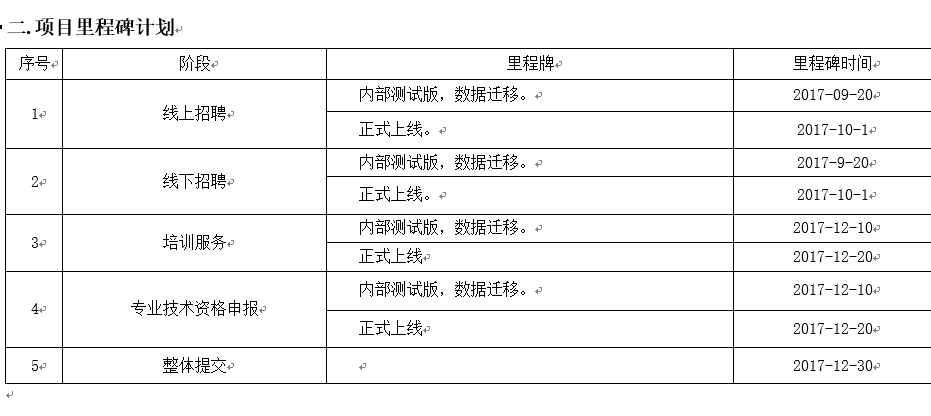 二.项目里程碑计划
序号 阶段 里程牌 里程碑时间
1 线上招聘 内部测试版，数据迁移。 2017-09-20
正式上线。 2017-10-1
2 线下招聘 内部测试版，数据迁移。 2017-9-20
正式上线。 2017-10-1
3 培训服务 内部测试版，数据迁移。 2017-12-10
正式上线 2017-12-20
4 专业技术资格申报 内部测试版，数据迁移。 2017-12-10
正式上线 2017-12-20
5 整体提交 2017-12-30